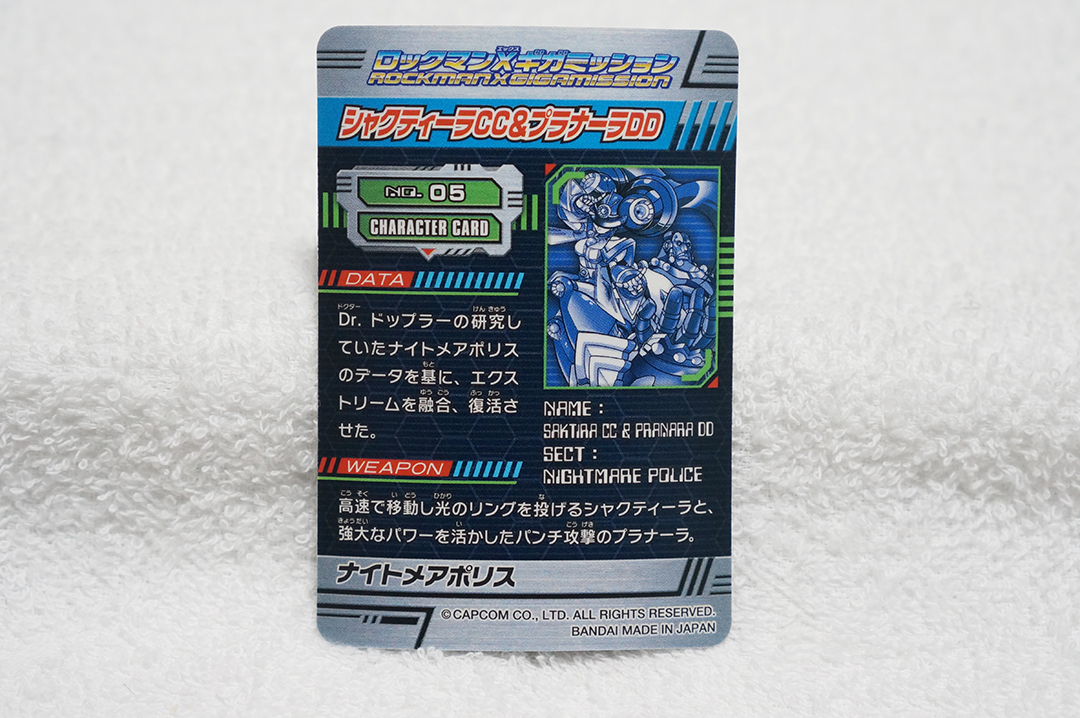 ロックマンXギガミッション
ROCKMAN X GIGAMISSION
シャクティーラCC&プラナーラDD
NO. 05
CHARACTER CARD
DATA
Dr. ドップラーの研究し
ていたナイトメアポリス
のデータを基に、エクス
トリームを融合、復活さ
せた。
NAME :
SAKTIRA CC & PRANARA DD
SECT :
NIGHTMARE POLICE
WEAPON
高速で移動し光のリングを投げるシャクティーラと、
強大なパワーを活かしたパンチ攻撃のプラナーラ。
ナイトメアポリス
©CAPCOM CO., LTD. ALL RIGHTS RESERVED.
BANDAI MADE IN JAPAN